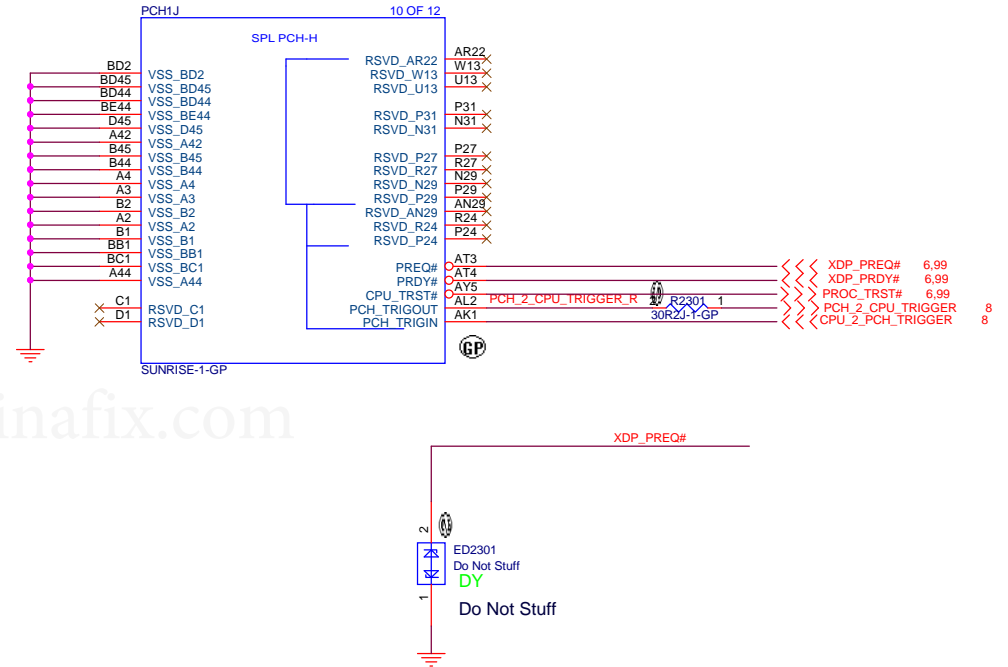 PCH1J 10 OF 12
SPL PCH-H
BD2 VSS_BD2
BD45 VSS_BD45
BD44 VSS_BD44
BE44 VSS_BE44
D45 VSS_D45
A42 VSS_A42
B45 VSS_B45
B44 VSS_B44
A4 VSS_A4
A3 VSS_A3
B2 VSS_B2
A2 VSS_A2
B1 VSS_B1
BB1 VSS_BB1
BC1 VSS_BC1
A44 VSS_A44
C1 RSVD_C1
D1 RSVD_D1
RSVD_AR22 AR22
RSVD_W13 W13
RSVD_U13 U13
RSVD_P31 P31
RSVD_N31 N31
RSVD_P27 P27
RSVD_R27 R27
RSVD_N29 N29
RSVD_P29 P29
RSVD_AN29 AN29
RSVD_R24 R24
RSVD_P24 P24
PREQ# AT3 XDP_PREQ# 6,99
PRDY# AT4 XDP_PRDY# 6,99
CPU_TRST# AY5 PROC_TRST# 6,99
PCH_TRIGOUT AL2 PCH_2_CPU_TRIGGER_R 2 R2301 1 PCH_2_CPU_TRIGGER 8
30R2J-1-GP
PCH_TRIGIN AK1 CPU_2_PCH_TRIGGER 8
GP
SUNRISE-1-GP
inafix.com
XDP_PREQ#
2
ED2301
Do Not Stuff
DY
1
Do Not Stuff